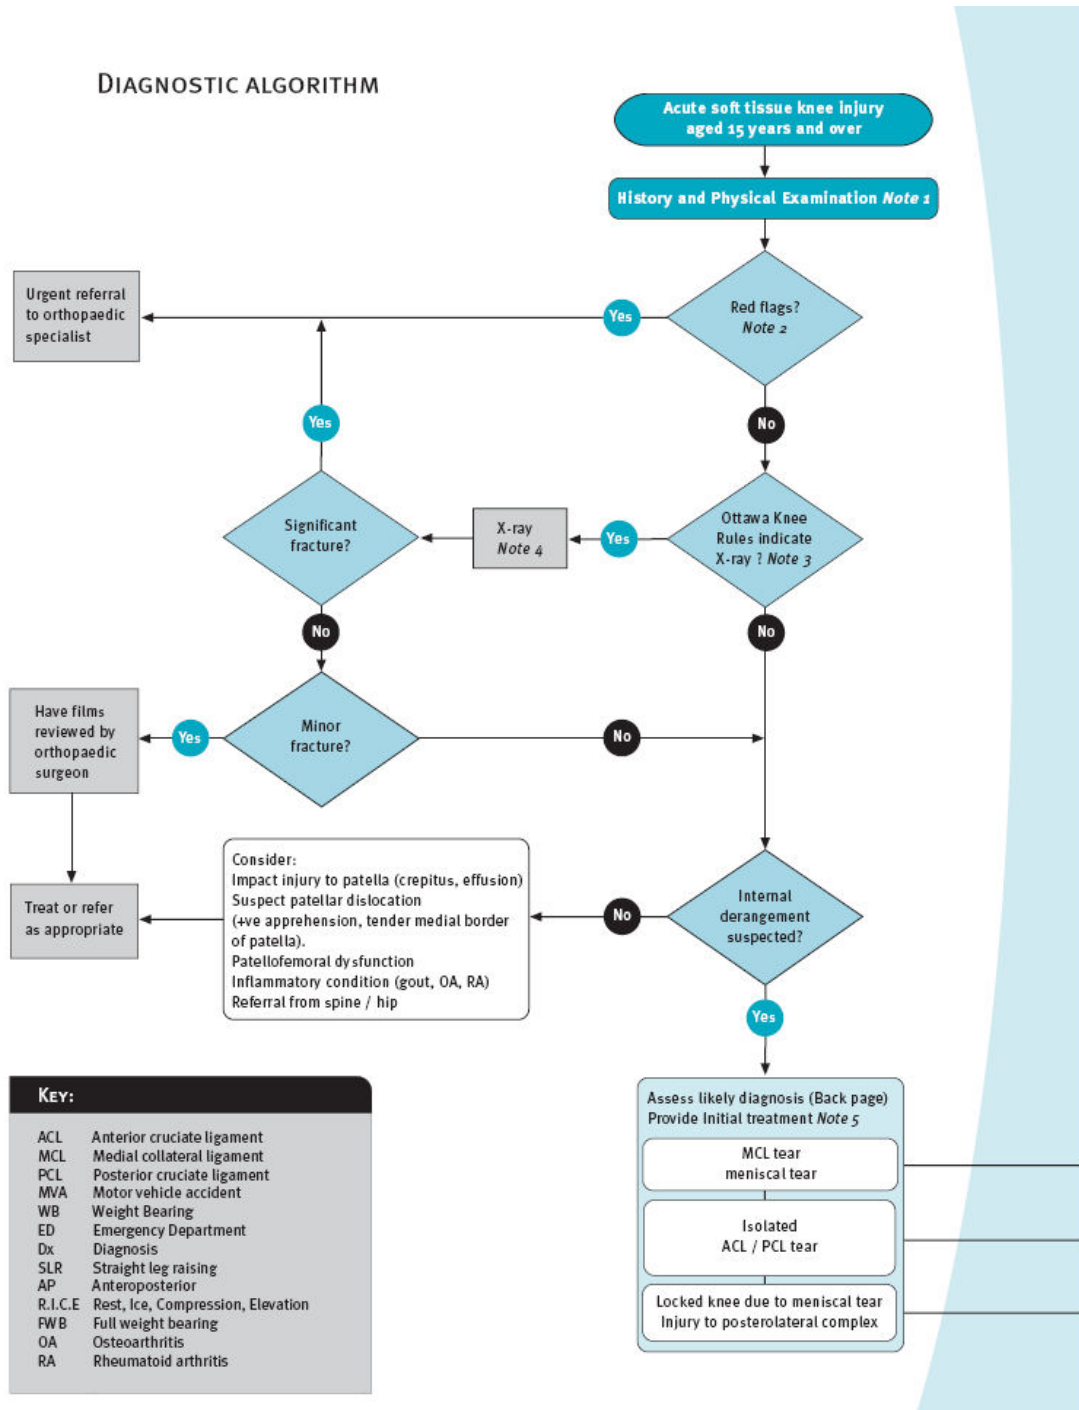 DIAGNOSTIC ALGORITHM
Acute soft tissue knee injury
aged 15 years and over
History and Physical Examination Note 1
Urgent referral
to orthopaedic
specialist
Yes
Red flags?
Note 2
Yes
No
Significant
fracture?
X-ray
Note 4
Yes
Ottawa Knee
Rules indicate
X-ray ? Note 3
No
No
Have films
reviewed by
orthopaedic
surgeon
Yes
Minor
fracture?
No
Treat or refer
as appropriate
Consider:
Impact injury to patella (crepitus, effusion)
Suspect patellar dislocation
(+ve apprehension, tender medial border
of patella).
Patellofemoral dysfunction
Inflammatory condition (gout, OA, RA)
Referral from spine / hip
No
Internal
derangement
suspected?
Yes
Assess likely diagnosis (Back page)
Provide Initial treatment Note 5
MCL tear
meniscal tear
Isolated
ACL / PCL tear
Locked knee due to meniscal tear
Injury to posterolateral complex
KEY:
ACL Anterior cruciate ligament
MCL Medial collateral ligament
PCL Posterior cruciate ligament
MVA Motor vehicle accident
WB Weight Bearing
ED Emergency Department
Dx Diagnosis
SLR Straight leg raising
AP Anteroposterior
R.I.C.E Rest, Ice, Compression, Elevation
FWB Full weight bearing
OA Osteoarthritis
RA Rheumatoid arthritis